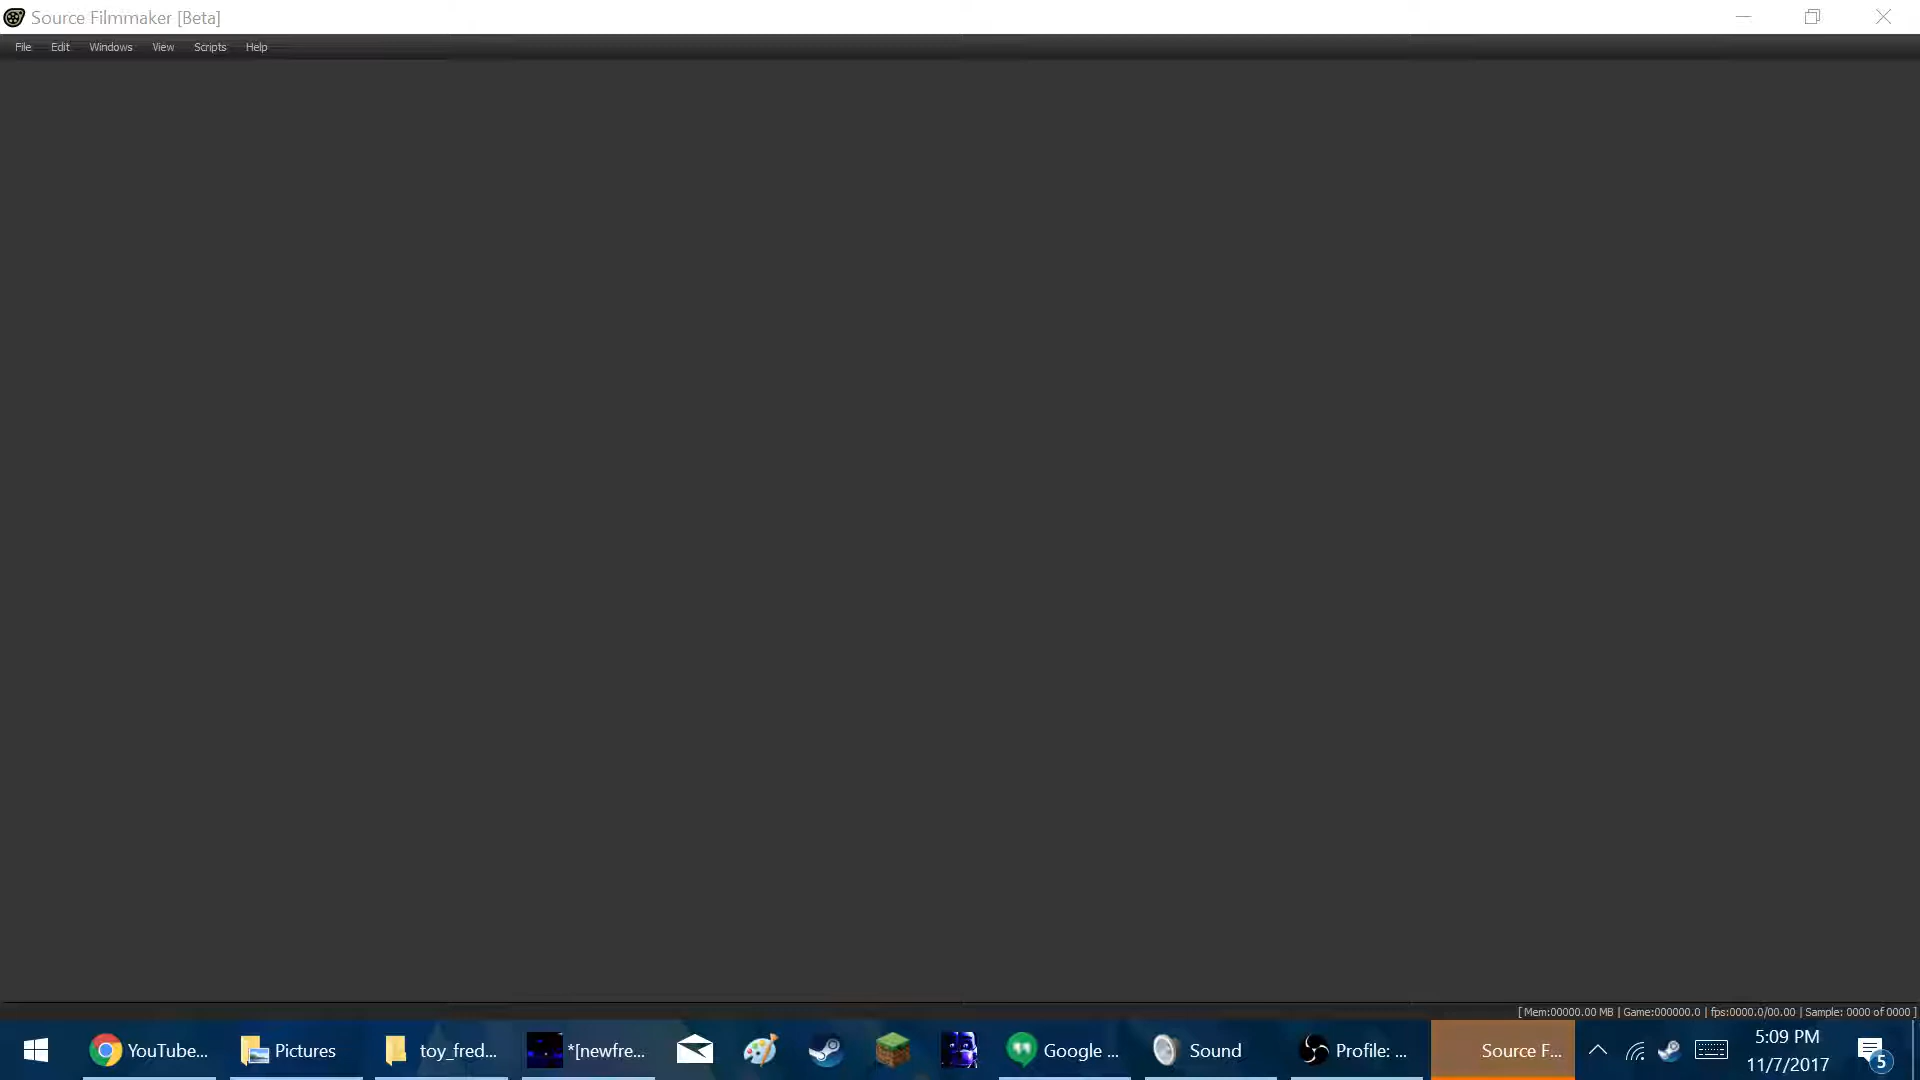 Source Filmmaker [Beta]
File Edit Windows View Scripts Help
[ Mem:00000.00 MB | Game:000000.0 | fps:0000.0/00.00 | Sample: 0000 of 0000 ]
YouTube... Pictures toy_fred... *[newfre... Google ... Sound Profile: ... Source F... 5:09 PM
11/7/2017 5